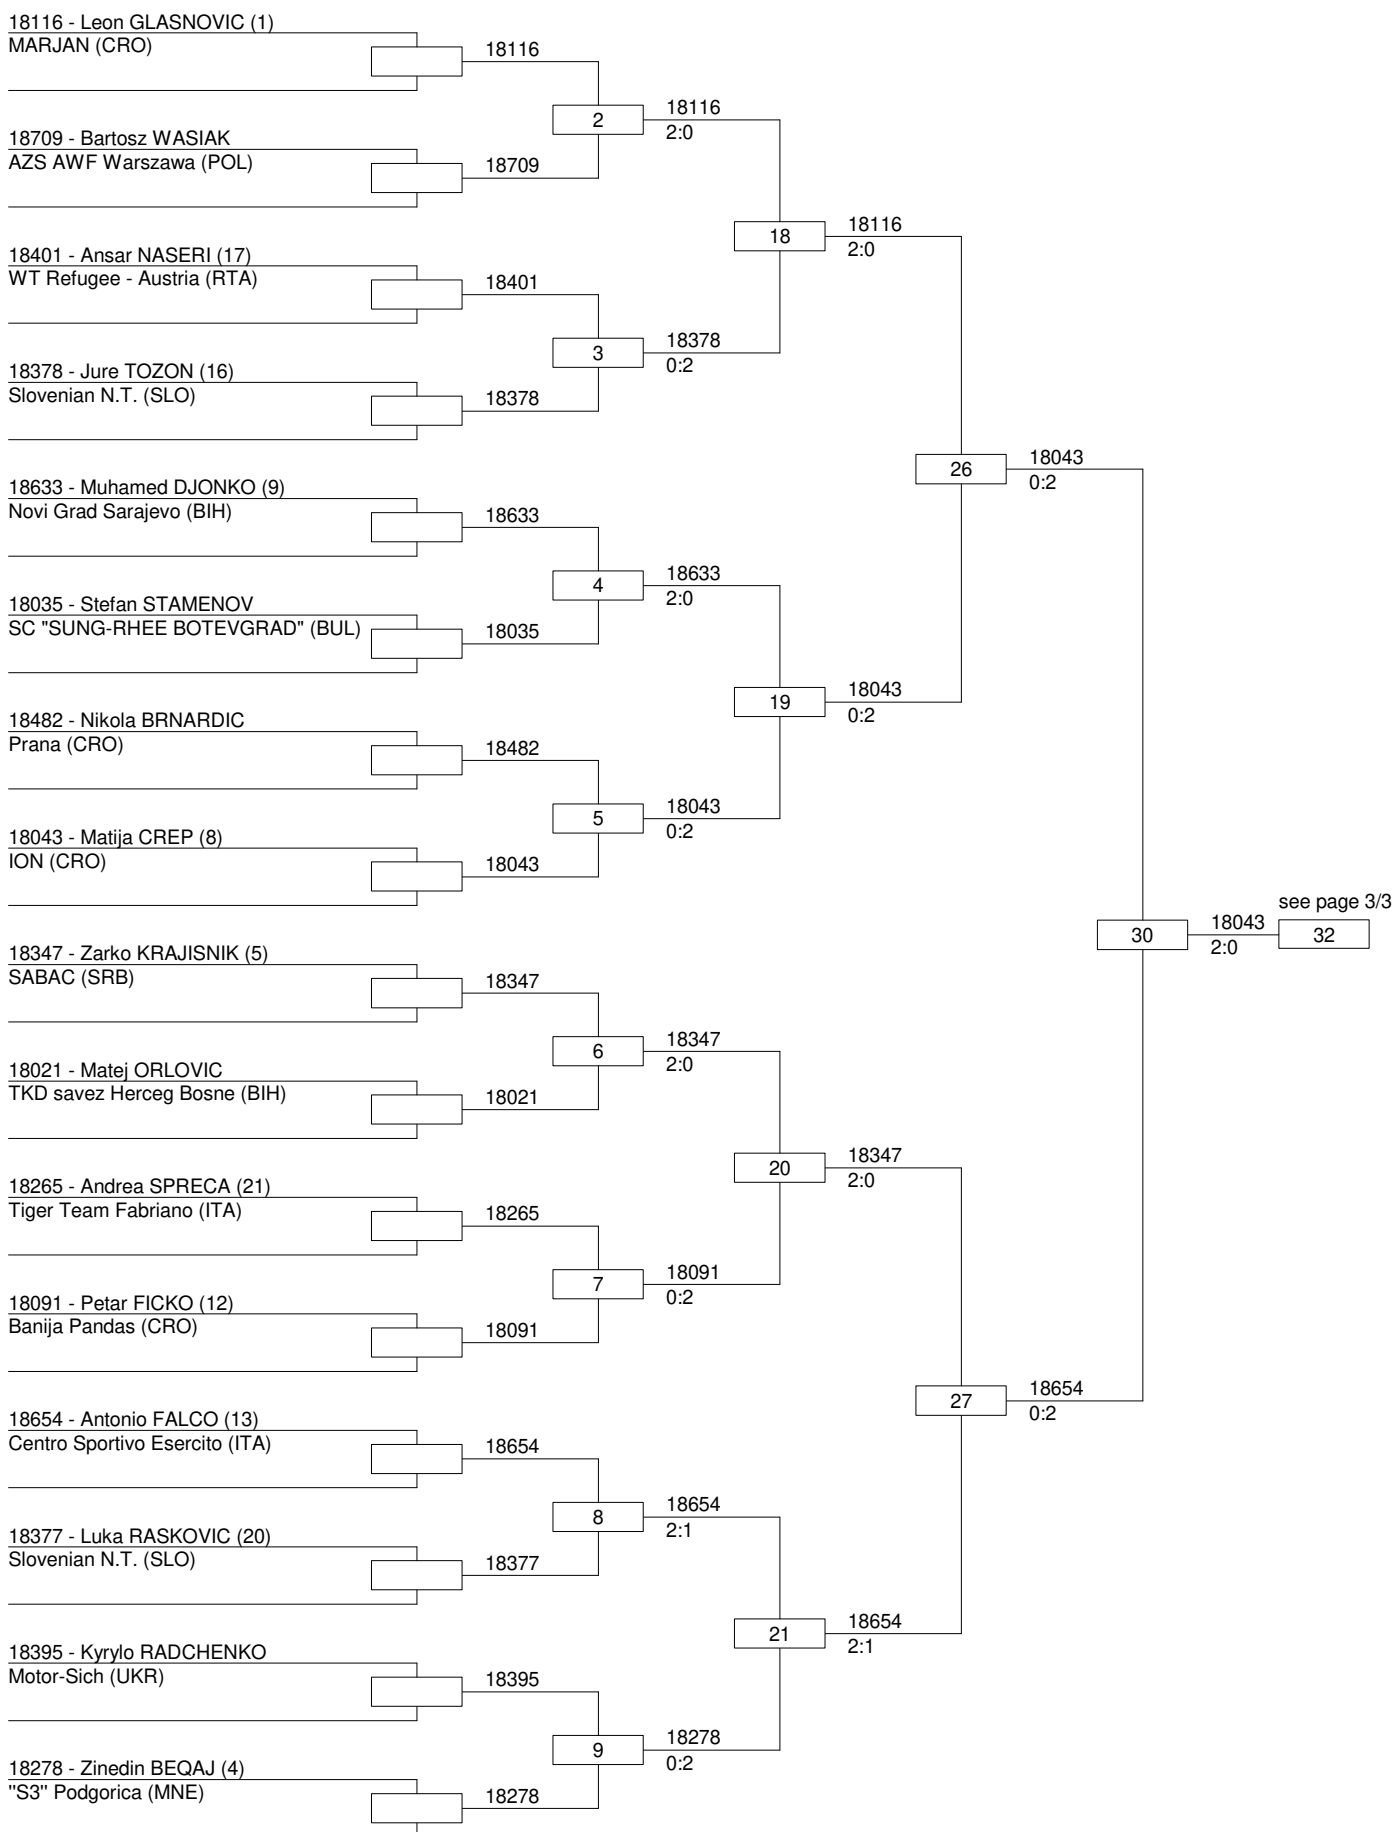 18116 - Leon GLASNOVIC (1)
MARJAN (CRO)
18116
2
18116
2:0
18709 - Bartosz WASIAK
AZS AWF Warszawa (POL)
18709
18
18116
2:0
18401 - Ansar NASERI (17)
WT Refugee - Austria (RTA)
18401
3
18378
0:2
18378 - Jure TOZON (16)
Slovenian N.T. (SLO)
18378
26
18043
0:2
18633 - Muhamed DJONKO (9)
Novi Grad Sarajevo (BIH)
18633
4
18633
2:0
18035 - Stefan STAMENOV
SC "SUNG-RHEE BOTEVGRAD" (BUL)
18035
19
18043
0:2
18482 - Nikola BRNARDIC
Prana (CRO)
18482
5
18043
0:2
18043 - Matija CREP (8)
ION (CRO)
18043
see page 3/3
30
18043
2:0
32
18347 - Zarko KRAJISNIK (5)
SABAC (SRB)
18347
6
18347
2:0
18021 - Matej ORLOVIC
TKD savez Herceg Bosne (BIH)
18021
20
18347
2:0
18265 - Andrea SPRECA (21)
Tiger Team Fabriano (ITA)
18265
7
18091
0:2
18091 - Petar FICKO (12)
Banija Pandas (CRO)
18091
27
18654
0:2
18654 - Antonio FALCO (13)
Centro Sportivo Esercito (ITA)
18654
8
18654
2:1
18377 - Luka RASKOVIC (20)
Slovenian N.T. (SLO)
18377
21
18654
2:1
18395 - Kyrylo RADCHENKO
Motor-Sich (UKR)
18395
9
18278
0:2
18278 - Zinedin BEQAJ (4)
"S3" Podgorica (MNE)
18278